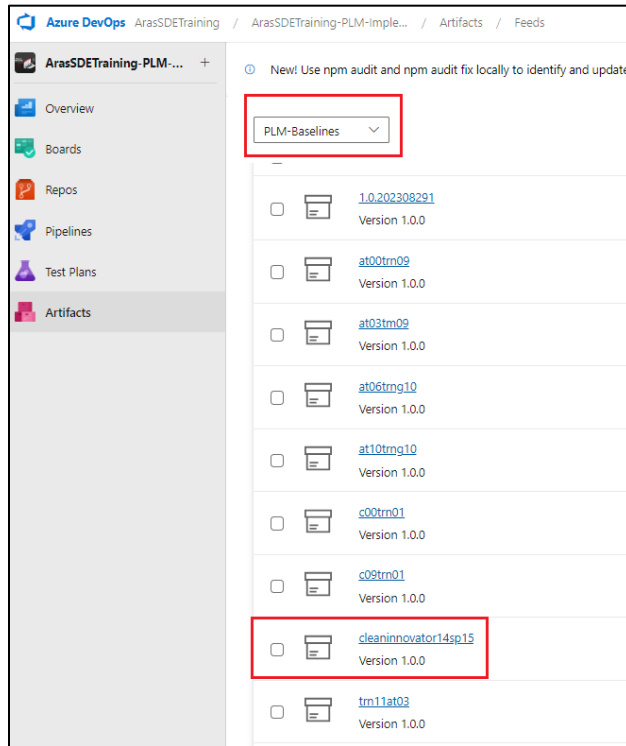 Azure DevOps ArasSDETraining / ArasSDETraining-PLM-Imple... / Artifacts / Feeds
ArasSDETraining-PLM-... +
New! Use npm audit and npm audit fix locally to identify and update
Overview
PLM-Baselines
Boards
Repos
Pipelines
Test Plans
Artifacts
1.0.202308291
Version 1.0.0
at00trn09
Version 1.0.0
at03tm09
Version 1.0.0
at06trng10
Version 1.0.0
at10trng10
Version 1.0.0
c00trn01
Version 1.0.0
c09trn01
Version 1.0.0
cleaninnovator14sp15
Version 1.0.0
trn11at03
Version 1.0.0